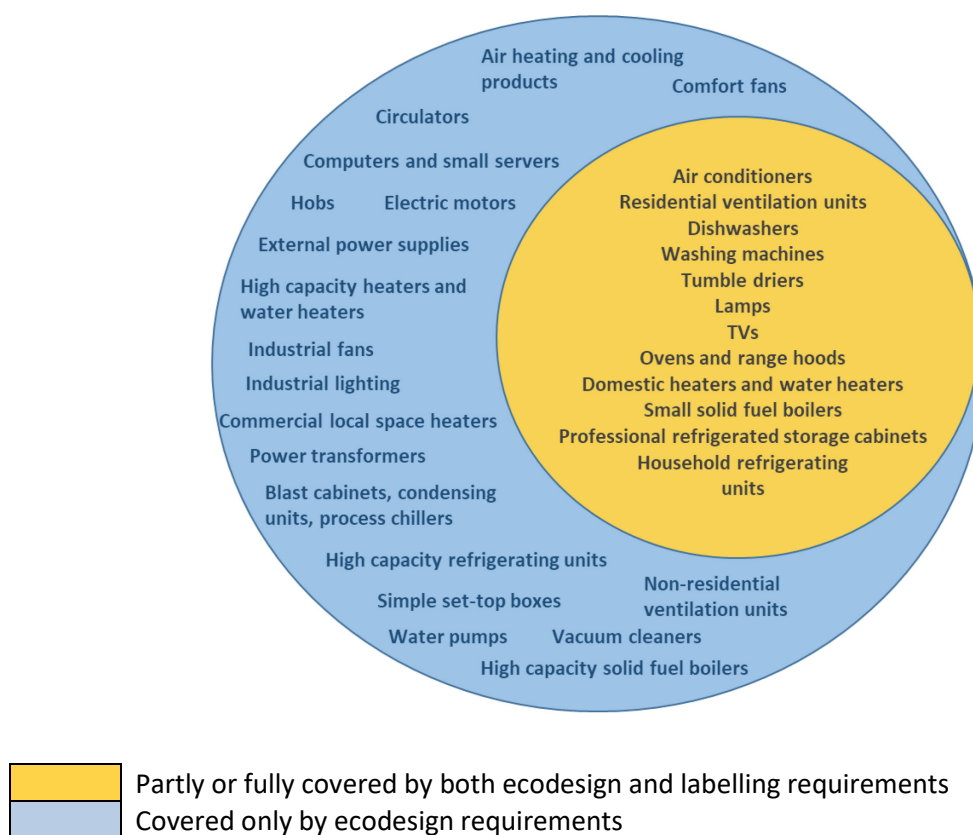 Air heating and cooling
products
Comfort fans
Circulators
Computers and small servers
Hobs
Electric motors
External power supplies
High capacity heaters and
water heaters
Industrial fans
Industrial lighting
Commercial local space heaters
Power transformers
Blast cabinets, condensing
units, process chillers
High capacity refrigerating units
Simple set-top boxes
Non-residential
ventilation units
Water pumps
Vacuum cleaners
High capacity solid fuel boilers
Air conditioners
Residential ventilation units
Dishwashers
Washing machines
Tumble driers
Lamps
TVs
Ovens and range hoods
Domestic heaters and water heaters
Small solid fuel boilers
Professional refrigerated storage cabinets
Household refrigerating
units
Partly or fully covered by both ecodesign and labelling requirements
Covered only by ecodesign requirements